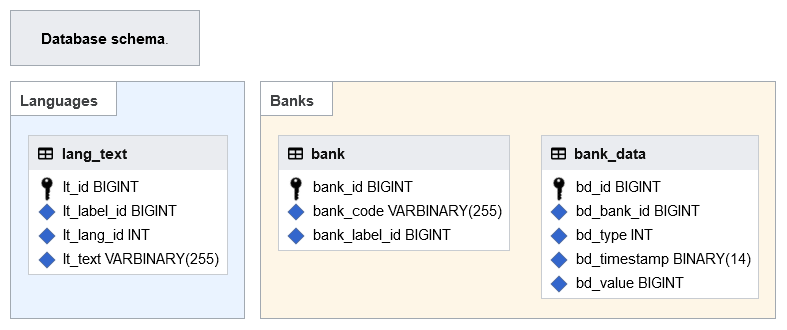 Database schema.
Languages
lang_text
lt_id BIGINT
lt_label_id BIGINT
lt_lang_id INT
lt_text VARBINARY(255)
Banks
bank
bank_id BIGINT
bank_code VARBINARY(255)
bank_label_id BIGINT
bank_data
bd_id BIGINT
bd_bank_id BIGINT
bd_type INT
bd_timestamp BINARY(14)
bd_value BIGINT